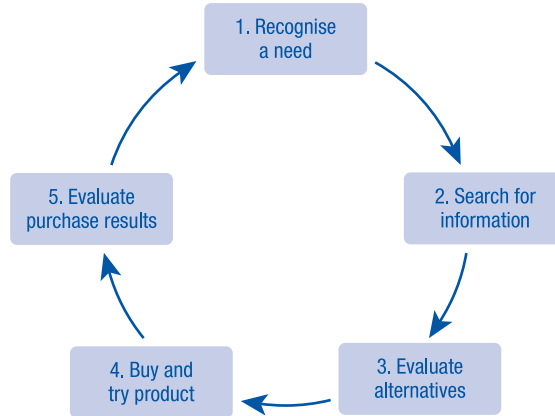 1. Recognise
a need
2. Search for
information
3. Evaluate
alternatives
4. Buy and
try product
5. Evaluate
purchase results